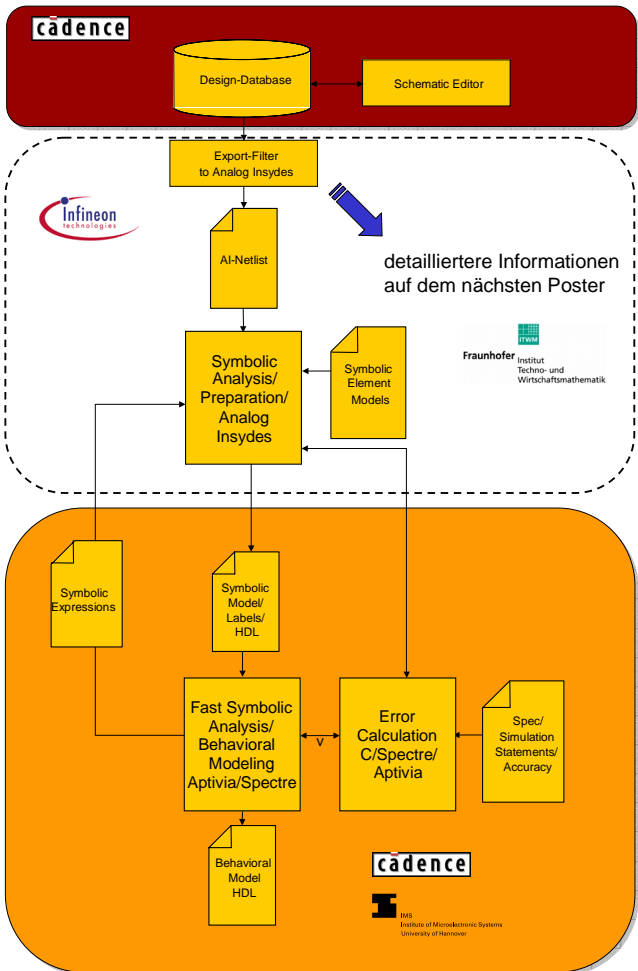 cādence
Design-Database
Schematic Editor
Export-Filter
to Analog Insydes
Infineon
technologies
AI-Netlist
detailliertere Informationen
auf dem nächsten Poster
ITWM
Fraunhofer Institut
Techno- und
Wirtschaftsmathematik
Symbolic
Analysis/
Preparation/
Analog
Insydes
Symbolic
Element
Models
Symbolic
Expressions
Symbolic
Model/
Labels/
HDL
Fast Symbolic
Analysis/
Behavioral
Modeling
Aptivia/Spectre
v
Error
Calculation
C/Spectre/
Aptivia
Spec/
Simulation
Statements/
Accuracy
Behavioral
Model
HDL
cādence
IMS
Institute of Microelectronic Systems
University of Hannover